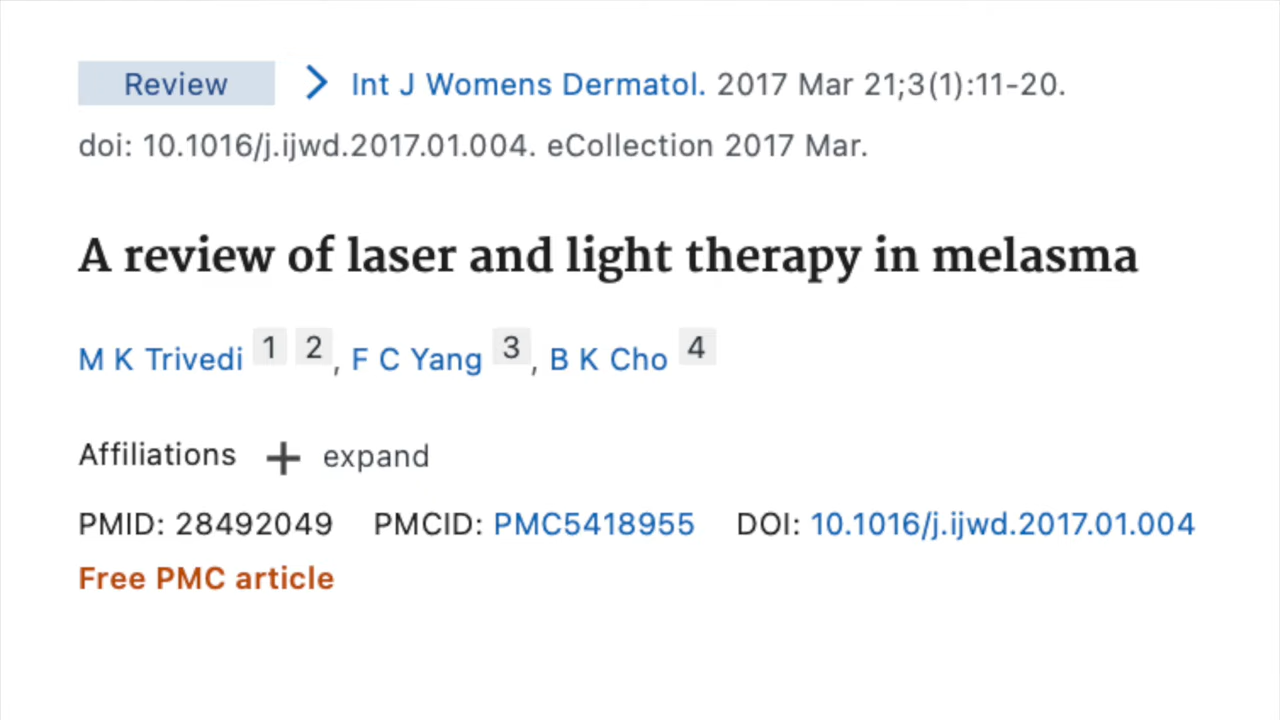 Review > Int J Womens Dermatol. 2017 Mar 21;3(1):11-20.
doi: 10.1016/j.ijwd.2017.01.004. eCollection 2017 Mar.
A review of laser and light therapy in melasma
M K Trivedi 1 2, F C Yang 3, B K Cho 4
Affiliations + expand
PMID: 28492049 PMCID: PMC5418955 DOI: 10.1016/j.ijwd.2017.01.004
Free PMC article